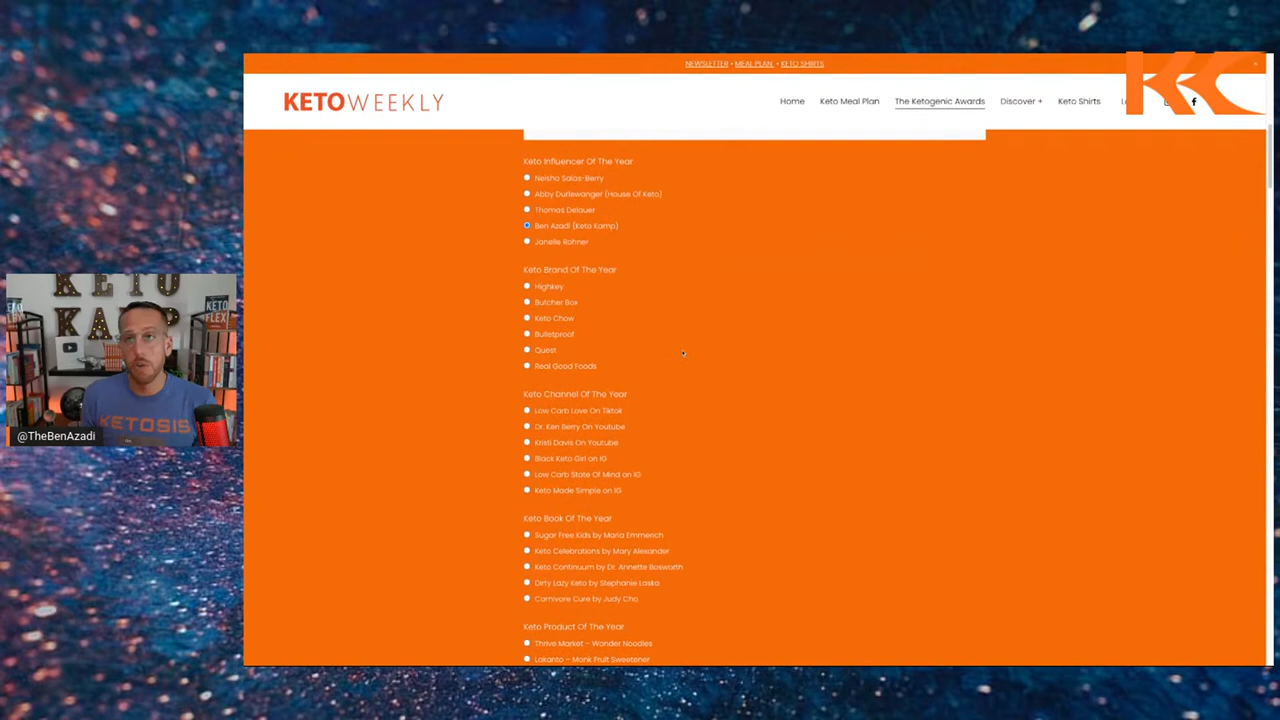 NEWSLETTER • MEAL PLAN • KETO SHIRTS
KETOWEEKLY
Home
Keto Meal Plan
The Ketogenic Awards
Discover +
Keto Shirts
KKC
Keto Influencer Of The Year
Neisha Salas-Berry
Abby Durlewanger (House Of Keto)
Thomas Delauer
Ben Azadi (Keto Kamp)
Janelle Rohner
Keto Brand Of The Year
Highkey
Butcher Box
Keto Chow
Bulletproof
Quest
Real Good Foods
Keto Channel Of The Year
Low Carb Love On Tiktok
Dr. Ken Berry On Youtube
Kristi Davis On Youtube
Black Keto Girl on IG
Low Carb State Of Mind on IG
Keto Made Simple on IG
Keto Book Of The Year
Sugar Free Kids by Maria Emmerich
Keto Celebrations by Mary Alexander
Keto Continuum by Dr. Annette Bosworth
Dirty Lazy Keto by Stephanie Laska
Carnivore Cure by Judy Cho
Keto Product Of The Year
Thrive Market – Wonder Noodles
Lakanto – Monk Fruit Sweetener
KETO
KAMP
KETO
FLEX
KETOSIS
@TheBenAzadi